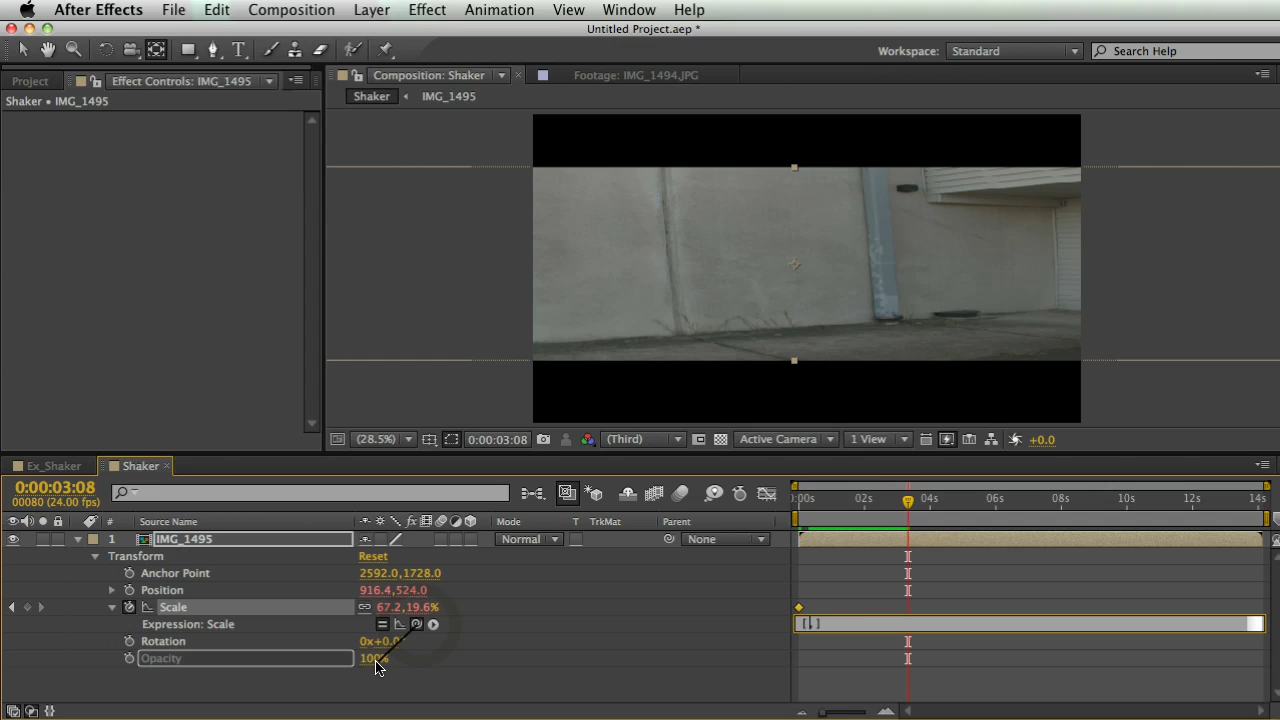 After Effects File Edit Composition Layer Effect Animation View Window Help
Untitled Project.aep *
T Workspace: Standard Search Help
Project Effect Controls: IMG_1495 Composition: Shaker Footage: IMG_1494.JPG
Shaker • IMG_1495 Shaker IMG_1495
(28.5%) 0:00:03:08 (Third) Active Camera 1 View +0.0
Ex_Shaker Shaker
0:00:03:08
00080 (24.00 fps) :00s 02s 04s 06s 08s 10s 12s 14s
# Source Name fx Mode T TrkMat Parent
1 IMG_1495 Normal None
Transform Reset
Anchor Point 2592.0,1728.0
Position 916.4,524.0
Scale 67.2,19.6%
Expression: Scale [,]
Rotation 0x+0.0
Opacity 100%